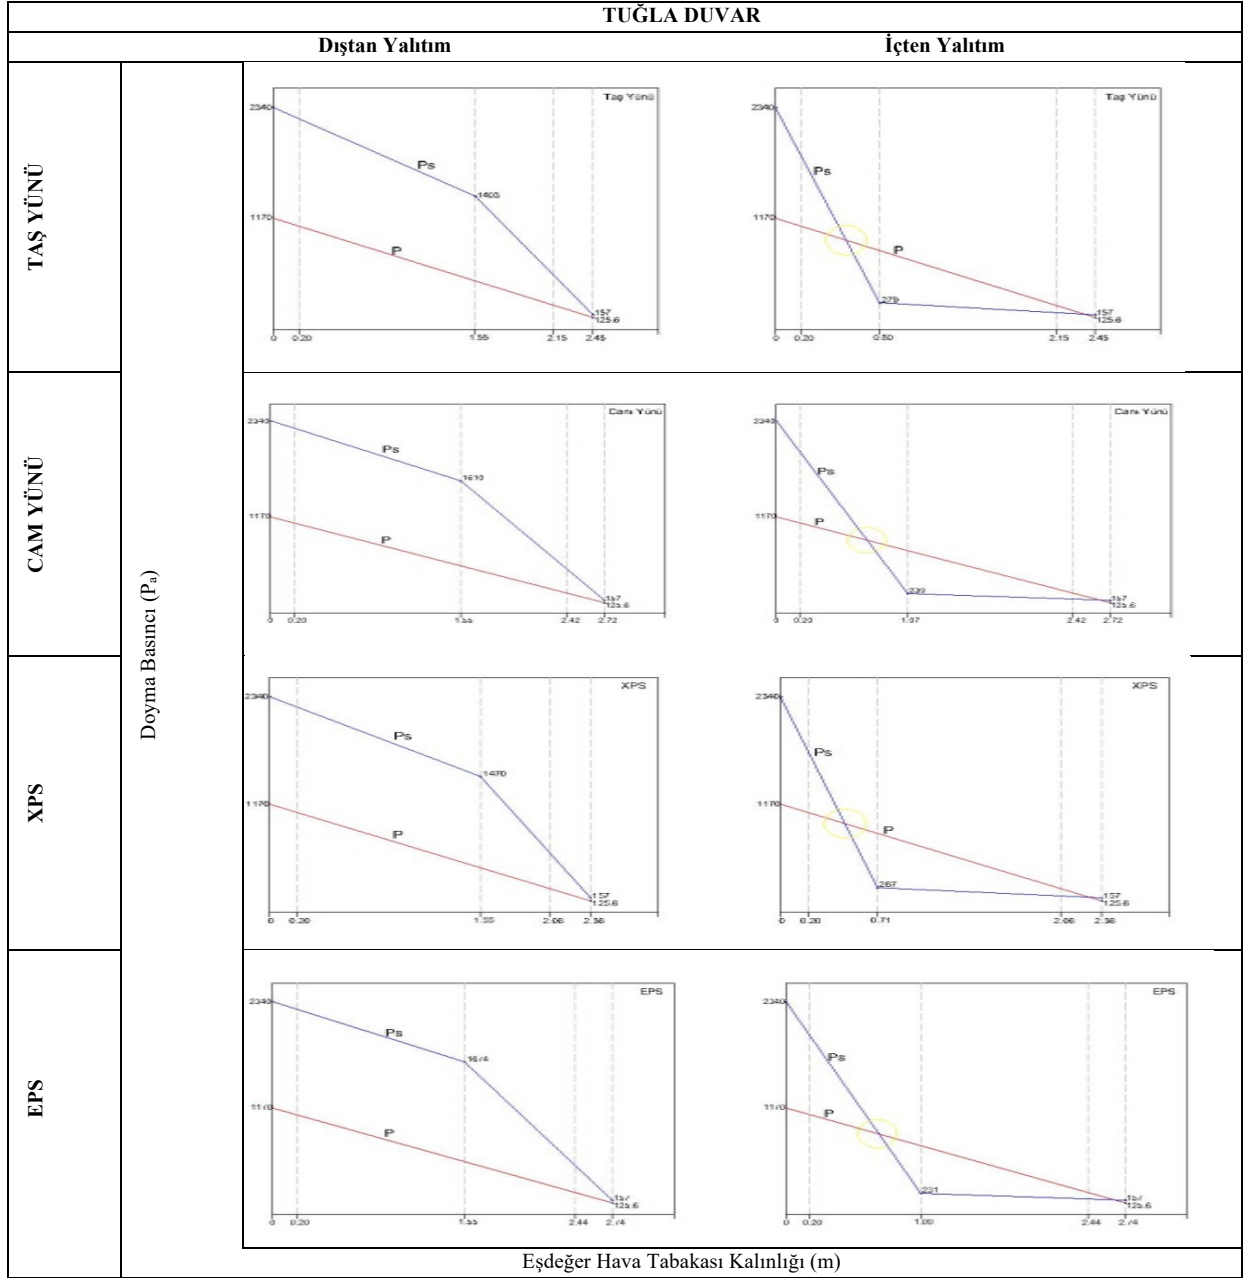 TUĞLA DUVAR
Dıştan Yalıtım İçten Yalıtım
TAŞ YÜNÜ
Doyma Basıncı (Pa)
Taş Yünü
2340
Ps
1403
1170
P
157
125.6
0 0.20 1.55 2.15 2.45
Taş Yünü
2340
Ps
1170
P
279
157
125.6
0 0.20 0.80 2.15 2.45
CAM YÜNÜ
Cam Yünü
2340
Ps
1170
P
157
125.6
0 0.20 1.55 2.42 2.72
Cam Yünü
2340
Ps
1170
P
157
125.6
0 0.20 1.07 2.42 2.72
XPS
XPS
2340
Ps
1470
1170
P
157
125.6
0 0.20 1.55 2.06 2.36
XPS
2340
Ps
1170
P
267
157
125.6
0 0.20 0.71 2.06 2.36
EPS
EPS
2340
Ps
1674
1170
P
157
125.6
0 0.20 1.55 2.44 2.74
EPS
2340
Ps
1170
P
231
157
125.6
0 0.20 2.44 2.74
Eşdeğer Hava Tabakası Kalınlığı (m)